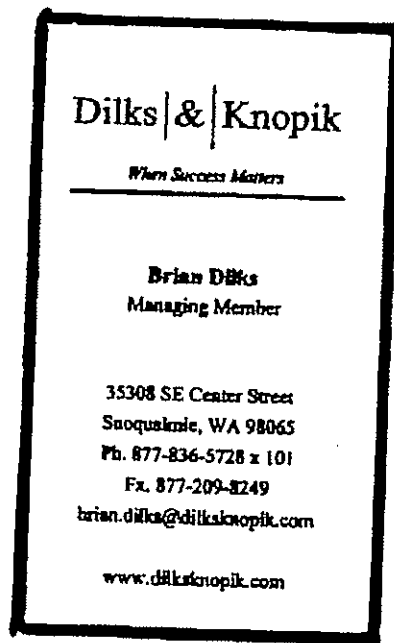 Dilks | & | Knopik
When Success Matters
Brian Dilks
Managing Member
35308 SE Center Street
Snoqualmie, WA 98065
Ph. 877-836-5728 x 101
Fx. 877-209-8249
brian.dilks@dilksknopik.com
www.dilksknopik.com